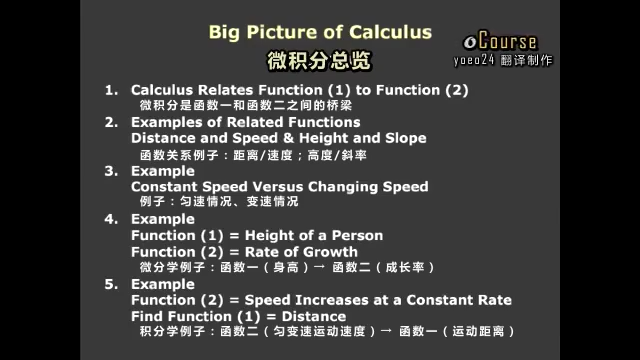 Big Picture of Calculus
oCourse
微积分总览
yoeo24 翻译制作
1. Calculus Relates Function (1) to Function (2)
微积分是函数一和函数二之间的桥梁
2. Examples of Related Functions
Distance and Speed & Height and Slope
函数关系例子：距离/速度；高度/斜率
3. Example
Constant Speed Versus Changing Speed
例子：匀速情况、变速情况
4. Example
Function (1) = Height of a Person
Function (2) = Rate of Growth
微分学例子：函数一（身高）→ 函数二（成长率）
5. Example
Function (2) = Speed Increases at a Constant Rate
Find Function (1) = Distance
积分学例子：函数二（匀变速运动速度）→ 函数一（运动距离）